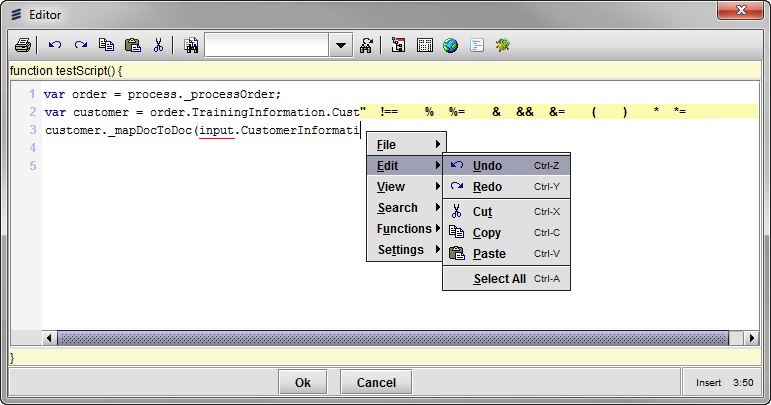 Editor
function testScript() {
1 var order = process._processOrder;
2 var customer = order.TrainingInformation.Cust" !== % %= & && &= ( ) * *=
3 customer._mapDocToDoc(input.CustomerInformati
4
5
File
Edit
View
Search
Functions
Settings
Undo Ctrl-Z
Redo Ctrl-Y
Cut Ctrl-X
Copy Ctrl-C
Paste Ctrl-V
Select All Ctrl-A
}
Ok Cancel Insert 3:50